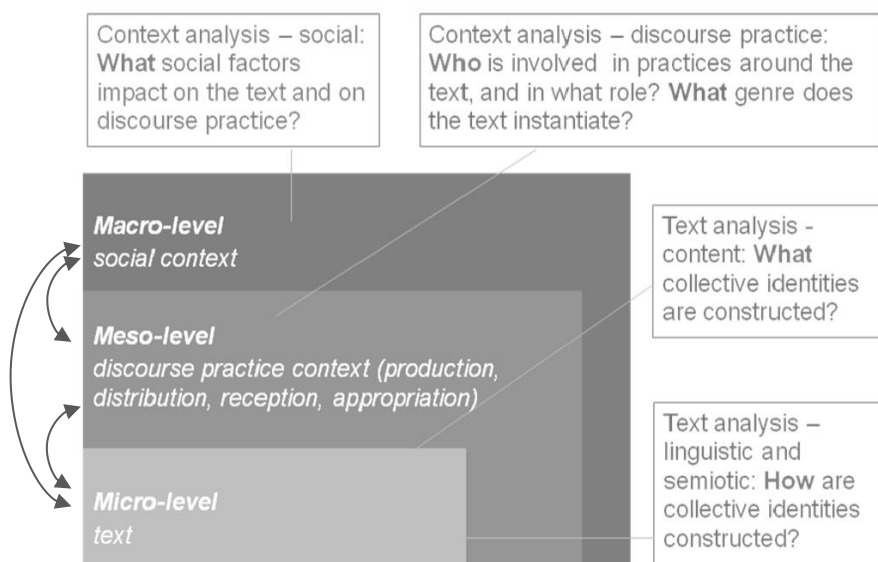 Context analysis – social:
What social factors
impact on the text and on
discourse practice?
Context analysis – discourse practice:
Who is involved in practices around the
text, and in what role? What genre does
the text instantiate?
Macro-level
social context
Text analysis -
content: What
collective identities
are constructed?
Meso-level
discourse practice context (production,
distribution, reception, appropriation)
Text analysis –
linguistic and
semiotic: How are
collective identities
constructed?
Micro-level
text